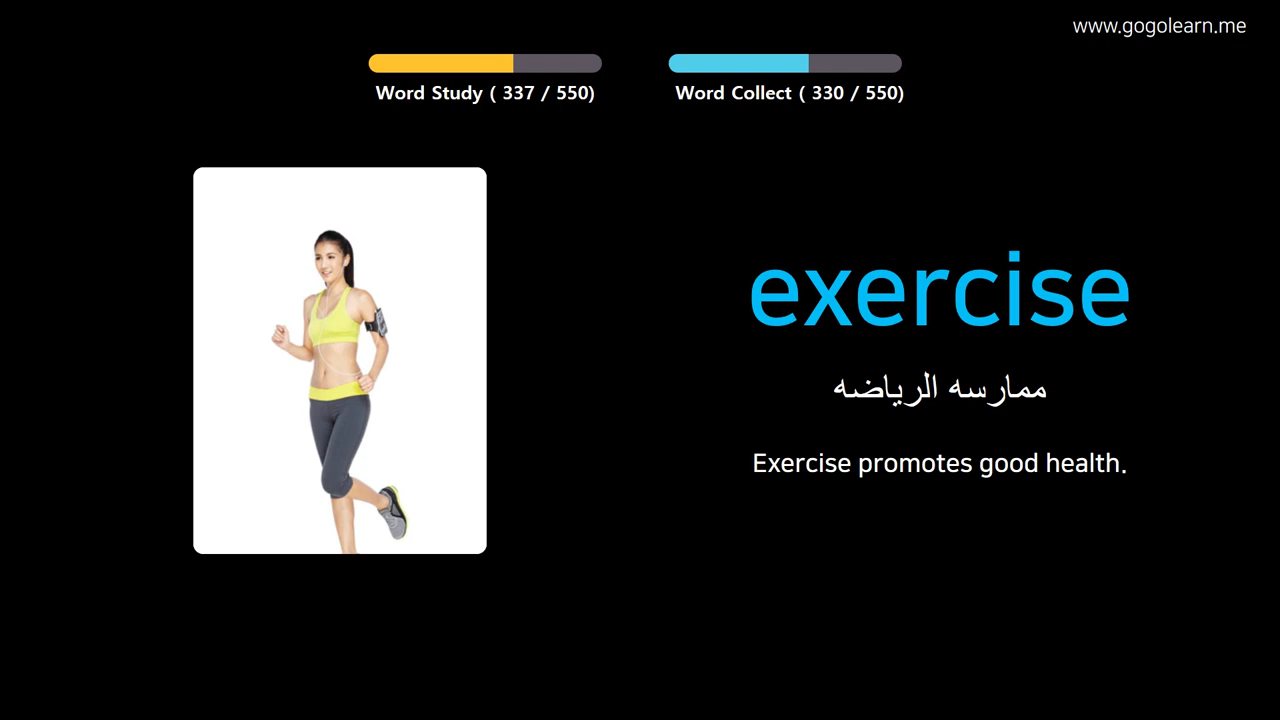 www.gogolearn.me
Word Study ( 337 / 550)
Word Collect ( 330 / 550)
exercise
ممارسه الرياضه
Exercise promotes good health.